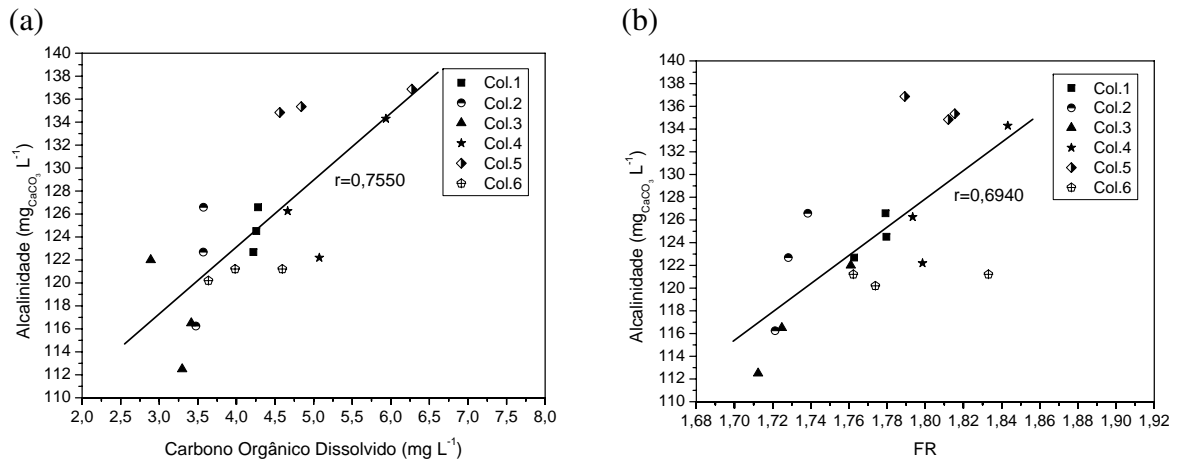 (a)
140
138
136
134
132
130
128
126
124
122
120
118
116
114
112
110
Alcalinidade (mg CaCO3 L-1)
Col.1
Col.2
Col.3
Col.4
Col.5
Col.6
r=0,7550
2,0 2,5 3,0 3,5 4,0 4,5 5,0 5,5 6,0 6,5 7,0 7,5 8,0
Carbono Orgânico Dissolvido (mg L-1)
(b)
140
138
136
134
132
130
128
126
124
122
120
118
116
114
112
110
Alcalinidade (mg CaCO3 L-1)
Col.1
Col.2
Col.3
Col.4
Col.5
Col.6
r=0,6940
1,68 1,70 1,72 1,74 1,76 1,78 1,80 1,82 1,84 1,86 1,88 1,90 1,92
FR